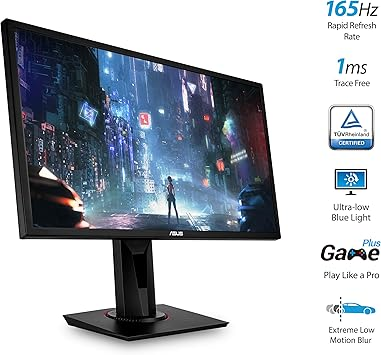 165Hz
Rapid Refresh
Rate
1ms
Trace Free
TÜVRheinland
CERTIFIED
Ultra-low
Blue Light
Plus
Game
Play Like a Pro
Extreme Low
Motion Blur
ASUS